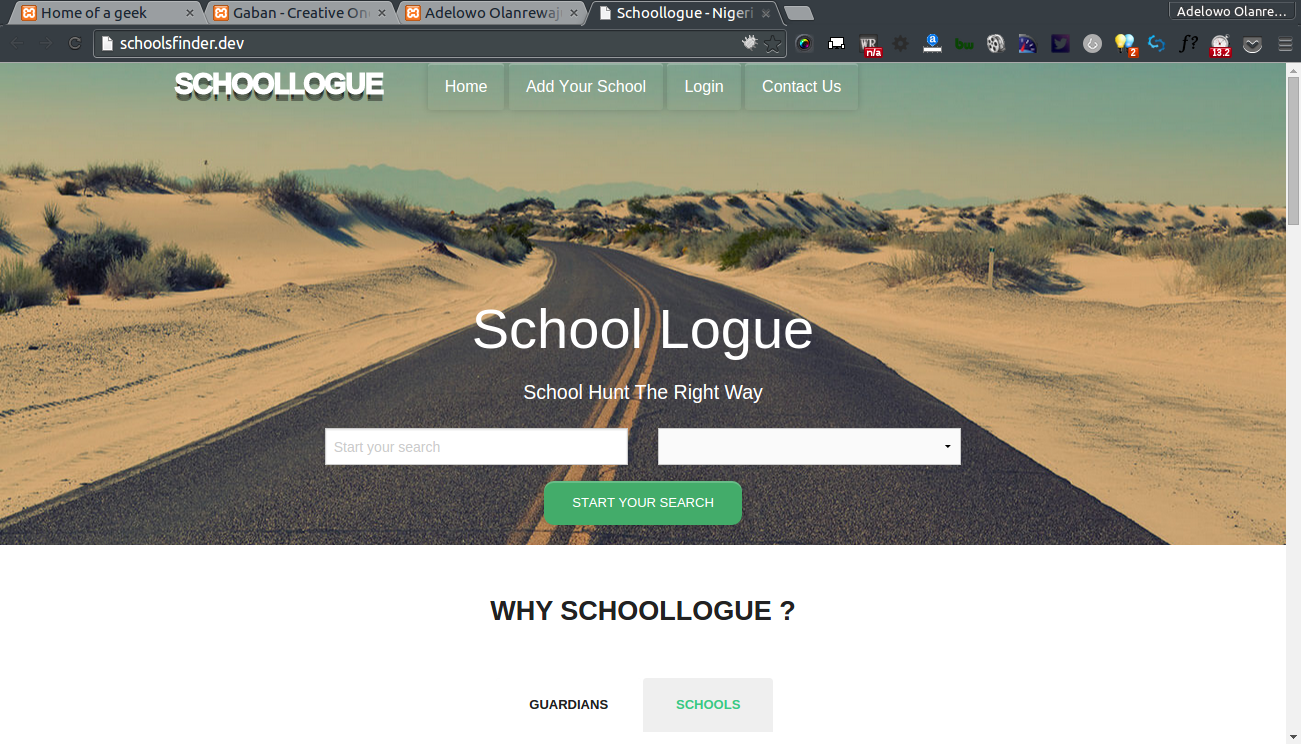 Home of a geek
Gaban - Creative On
Adelowo Olanrewaj
Schoollogue - Nigeri
Adelowo Olanre...
schoolsfinder.dev
WR
n/a
a
bw
2
f?
13.2
SCHOOLLOGUE
Home
Add Your School
Login
Contact Us
School Logue
School Hunt The Right Way
Start your search
START YOUR SEARCH
WHY SCHOOLLOGUE ?
GUARDIANS
SCHOOLS